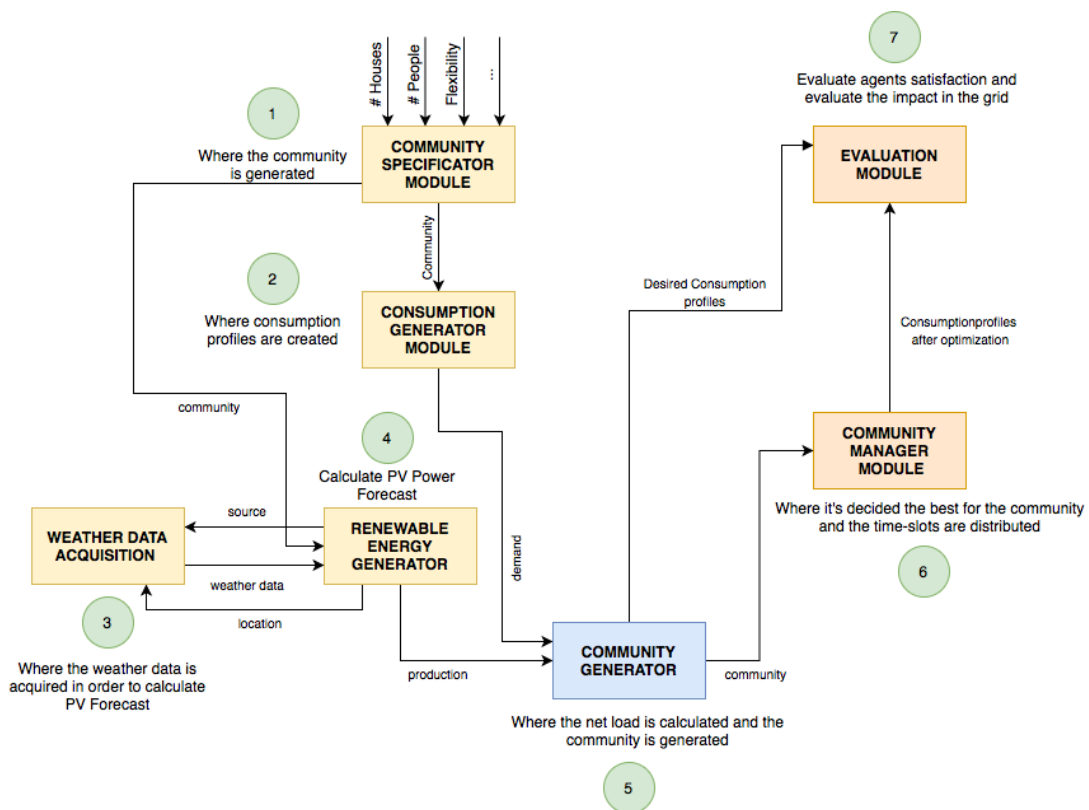 7
# Houses
# People
Flexibility
...
Evaluate agents satisfaction and
evaluate the impact in the grid
1
Where the community
is generated
COMMUNITY
SPECIFICATOR
MODULE
EVALUATION
MODULE
Community
2
Where consumption
profiles are created
CONSUMPTION
GENERATOR
MODULE
Desired Consumption
profiles
Consumptionprofiles
after optimization
community
4
Calculate PV Power
Forecast
COMMUNITY
MANAGER
MODULE
Where it's decided the best for the community
and the time-slots are distributed
6
source
WEATHER DATA
ACQUISITION
RENEWABLE
ENERGY
GENERATOR
weather data
location
demand
3
Where the weather data is
acquired in order to calculate
PV Forecast
production
COMMUNITY
GENERATOR
community
Where the net load is calculated and the
community is generated
5